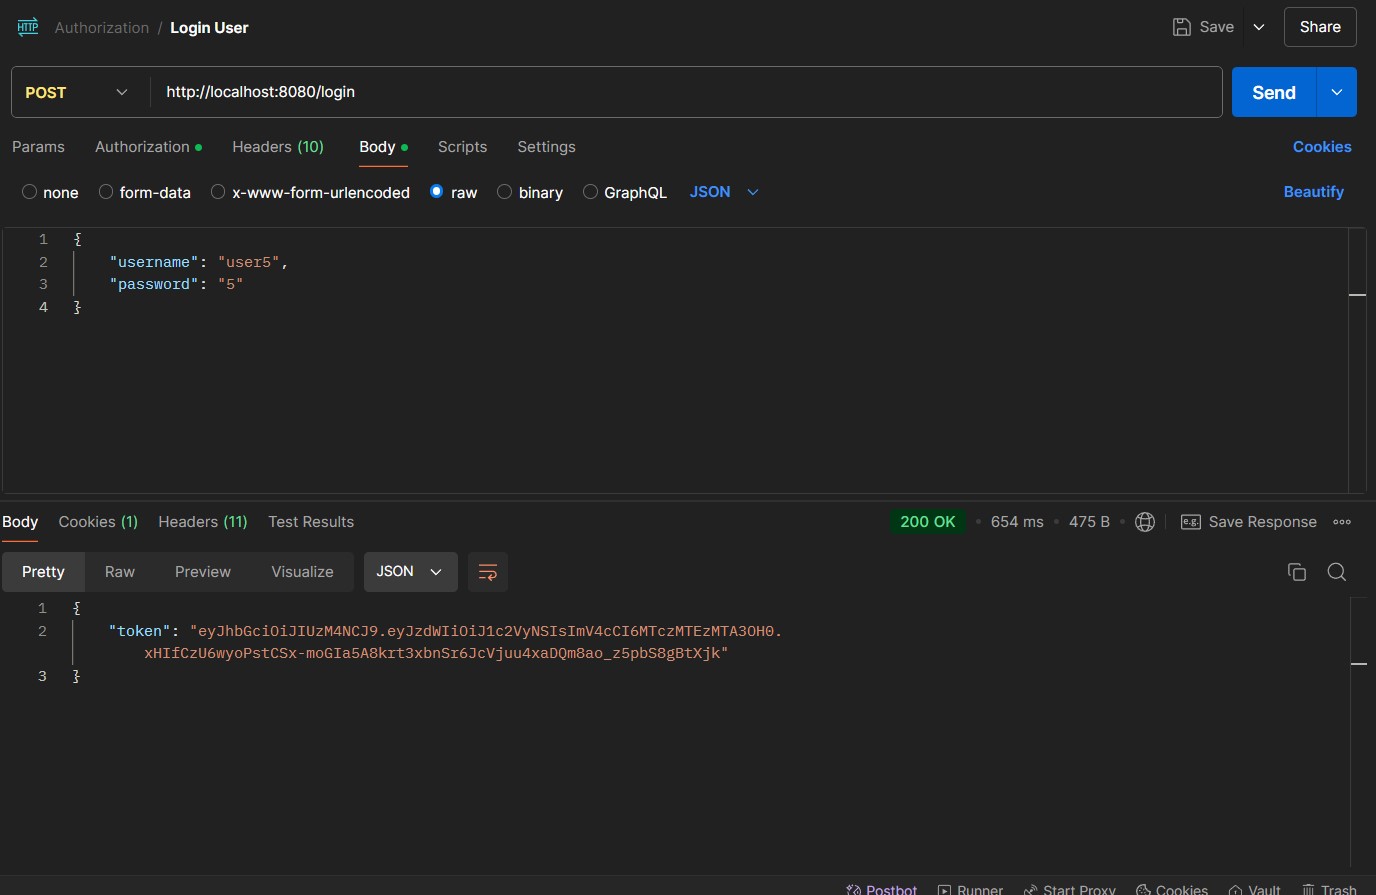 HTTP Authorization / Login User Save Share
POST http://localhost:8080/login Send
Params Authorization Headers (10) Body Scripts Settings Cookies
none form-data x-www-form-urlencoded raw binary GraphQL JSON Beautify
1 {
2 "username": "user5",
3 "password": "5"
4 }
Body Cookies (1) Headers (11) Test Results 200 OK 654 ms 475 B e.g. Save Response
Pretty Raw Preview Visualize JSON
1 {
2 "token": "eyJhbGciOiJIUzM4NCJ9.eyJzdWIiOiJ1c2VyNSIsImV4cCI6MTczMTEzMTA3OH0.
xHIfCzU6wyoPstCSx-moGIa5A8krt3xbnSr6JcVjuu4xaDQm8ao_z5pbS8gBtXjk"
3 }
Postbot Runner Start Proxy Cookies Vault Trash